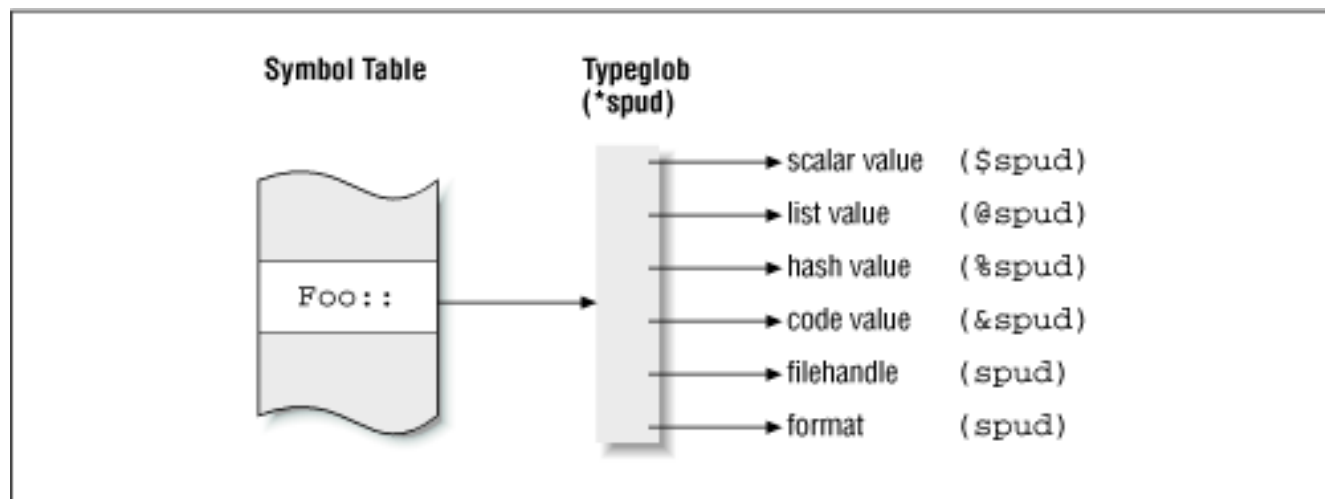 Symbol Table
Typeglob
(*spud)
scalar value ($spud)
list value (@spud)
Foo::
hash value (%spud)
code value (&spud)
filehandle (spud)
format (spud)